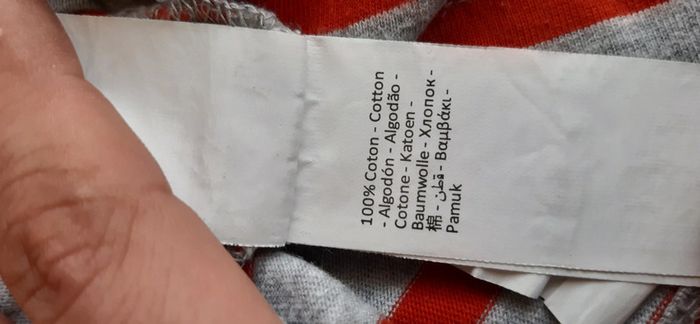 100% Coton - Cotton
- Algodón - Algodão -
Cotone - Katoen -
Baumwolle - Хлопок -
棉 - قطن - Βαμβάκι -
Pamuk